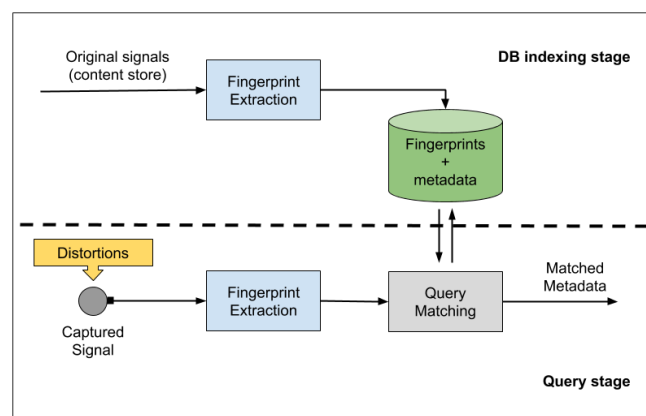 Original signals
(content store)
DB indexing stage
Fingerprint
Extraction
Fingerprints
+
metadata
Distortions
Captured
Signal
Fingerprint
Extraction
Query
Matching
Matched
Metadata
Query stage